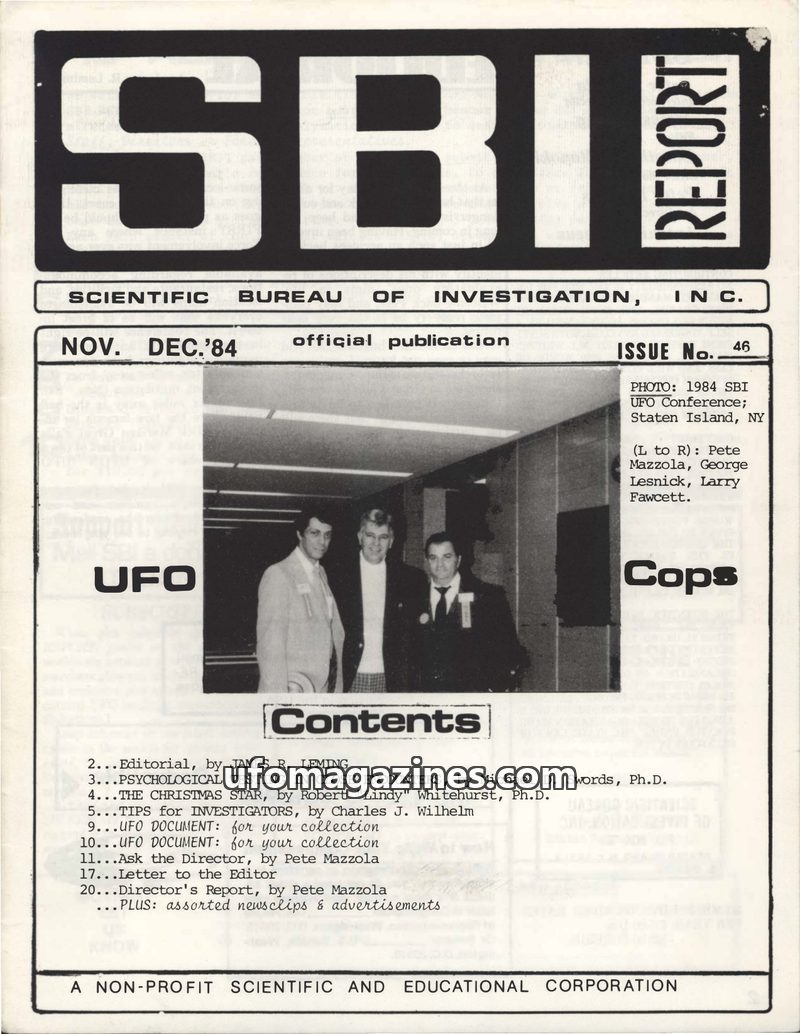 SBI REPORT
SCIENTIFIC BUREAU OF INVESTIGATION, INC.
NOV. DEC.'84 official publication ISSUE No. 46
PHOTO: 1984 SBI
UFO Conference;
Staten Island, NY
(L to R): Pete
Mazzola, George
Lesnick, Larry
Fawcett.
UFO Cops
Contents
2...Editorial, by JAMES R. LEMING
3...PSYCHOLOGICAL Swords, Ph.D.
ufomagazines.com
4...THE CHRISTMAS STAR, by Robert "Lindy" Whitehurst, Ph.D.
5...TIPS for INVESTIGATORS, by Charles J. Wilhelm
9...UFO DOCUMENT: for your collection
10...UFO DOCUMENT: for your collection
11...Ask the Director, by Pete Mazzola
17...Letter to the Editor
20...Director's Report, by Pete Mazzola
...PLUS: assorted newsclips & advertisements
A NON-PROFIT SCIENTIFIC AND EDUCATIONAL CORPORATION